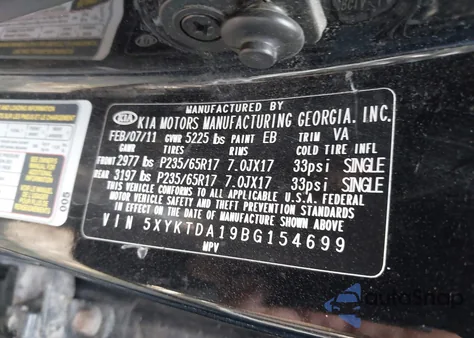 MANUFACTURED BY
KIA KIA MOTORS MANUFACTURING GEORGIA. INC.
FEB/07/11 GVWR 5225 lbs PAINT EB TRIM VA
GAWR TIRES RIMS COLD TIRE INFL
FRONT 2977 lbs P235/65R17 7.0JX17 33psi SINGLE
REAR 3197 lbs P235/65R17 7.0JX17 33psi SINGLE
THIS VEHICLE CONFORMS TO ALL APPLICABLE U.S.A. FEDERAL
MOTOR VEHICLE SAFETY AND THEFT PREVENTION STANDARDS
IN EFFECT ON THE DATE OF MANUFACTURE SHOWN ABOVE
VIN 5XYKTDA19BG154699
MPV
005
autoSnap